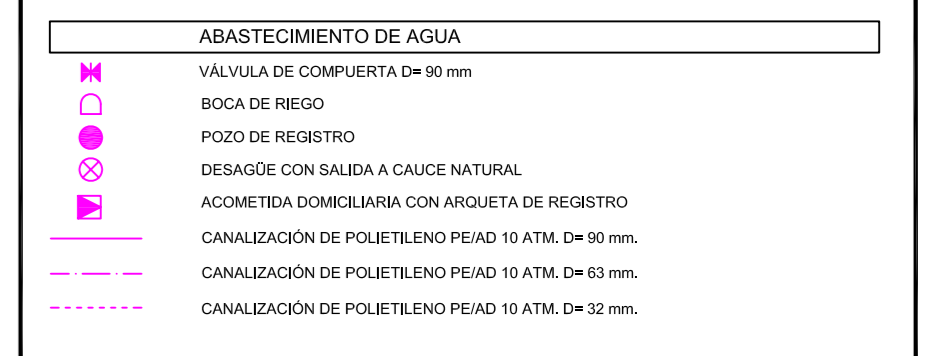 ABASTECIMIENTO DE AGUA
VÁLVULA DE COMPUERTA D= 90 mm
BOCA DE RIEGO
POZO DE REGISTRO
DESAGÜE CON SALIDA A CAUCE NATURAL
ACOMETIDA DOMICILIARIA CON ARQUETA DE REGISTRO
CANALIZACIÓN DE POLIETILENO PE/AD 10 ATM. D= 90 mm.
CANALIZACIÓN DE POLIETILENO PE/AD 10 ATM. D= 63 mm.
CANALIZACIÓN DE POLIETILENO PE/AD 10 ATM. D= 32 mm.